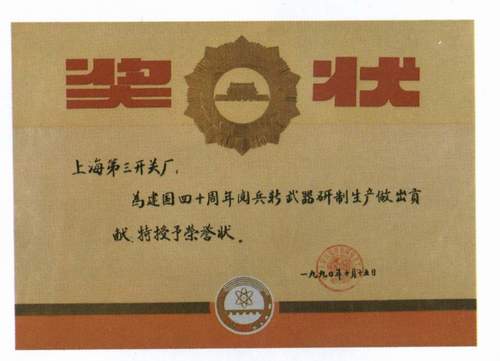 奖状
上海第三开关厂:
为建国四十周年阅兵武器研制生产做出贡
献,特授予荣誉状。
一九九〇年十月十五日